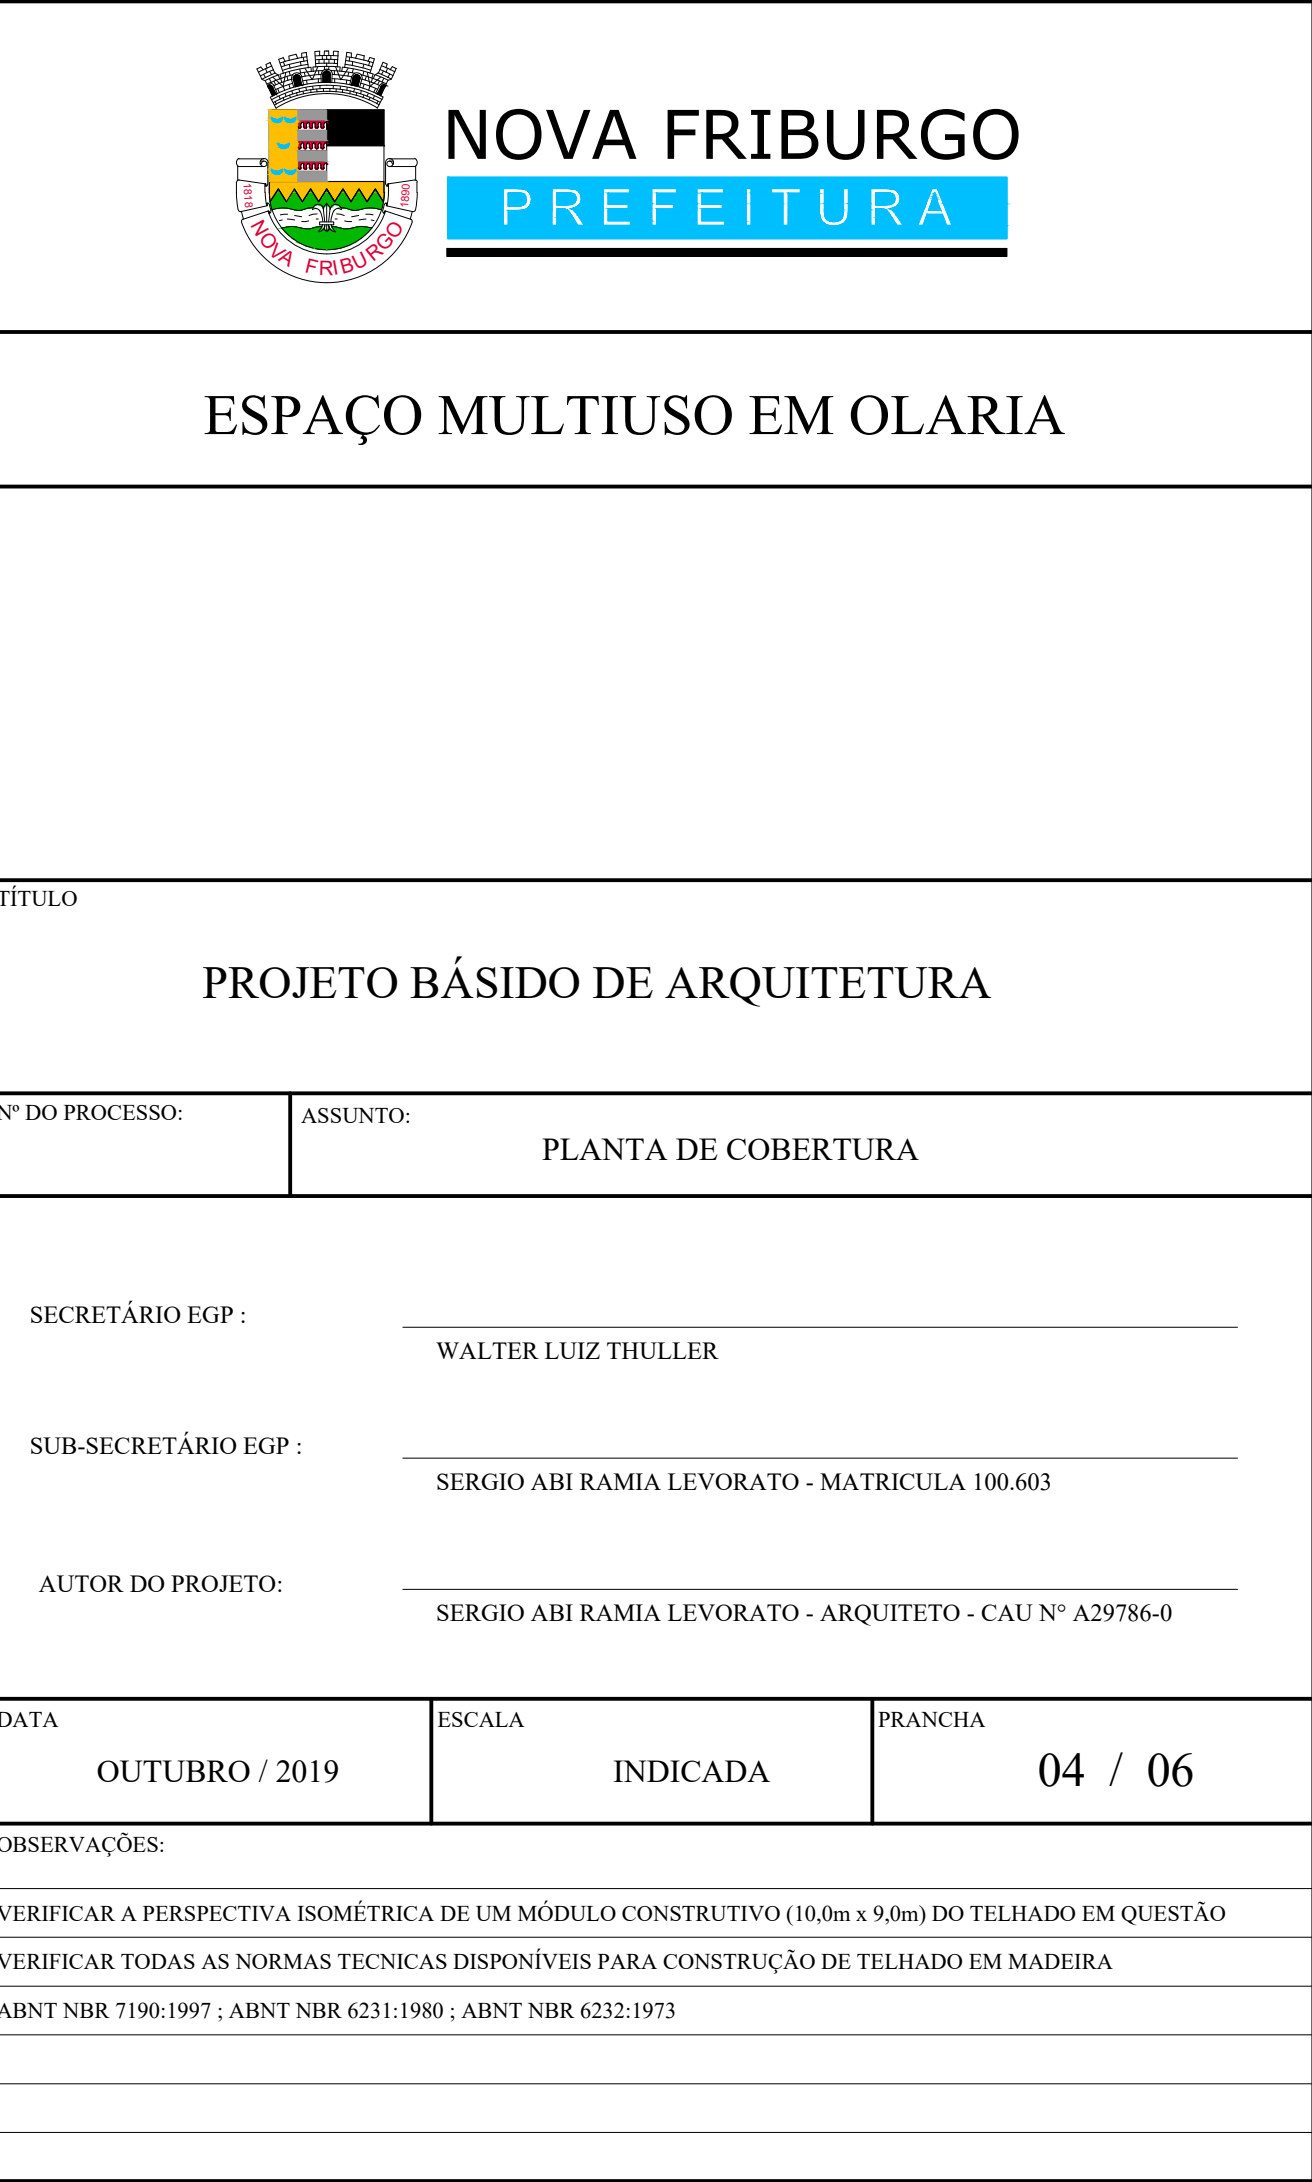 NOVA FRIBURGO
PREFEITURA
1818
1890
NOVA FRIBURGO
ESPAÇO MULTIUSO EM OLARIA
TÍTULO
PROJETO BÁSIDO DE ARQUITETURA
Nº DO PROCESSO:
ASSUNTO:
PLANTA DE COBERTURA
SECRETÁRIO EGP :
WALTER LUIZ THULLER
SUB-SECRETÁRIO EGP :
SERGIO ABI RAMIA LEVORATO - MATRICULA 100.603
AUTOR DO PROJETO:
SERGIO ABI RAMIA LEVORATO - ARQUITETO - CAU N° A29786-0
DATA
OUTUBRO / 2019
ESCALA
INDICADA
PRANCHA
04 / 06
OBSERVAÇÕES:
VERIFICAR A PERSPECTIVA ISOMÉTRICA DE UM MÓDULO CONSTRUTIVO (10,0m x 9,0m) DO TELHADO EM QUESTÃO
VERIFICAR TODAS AS NORMAS TECNICAS DISPONÍVEIS PARA CONSTRUÇÃO DE TELHADO EM MADEIRA
ABNT NBR 7190:1997 ; ABNT NBR 6231:1980 ; ABNT NBR 6232:1973